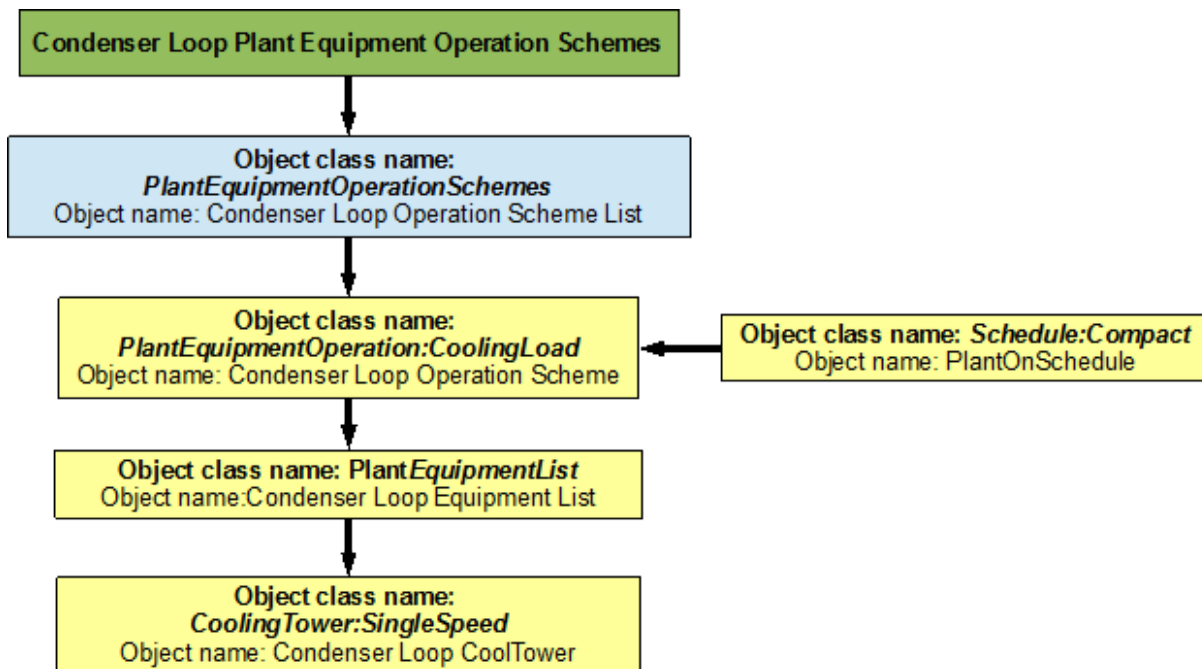 Condenser Loop Plant Equipment Operation Schemes
Object class name:
PlantEquipmentOperationSchemes
Object name: Condenser Loop Operation Scheme List
Object class name:
PlantEquipmentOperation:CoolingLoad
Object name: Condenser Loop Operation Scheme
Object class name: Schedule:Compact
Object name: PlantOnSchedule
Object class name: PlantEquipmentList
Object name:Condenser Loop Equipment List
Object class name:
CoolingTower:SingleSpeed
Object name: Condenser Loop CoolTower